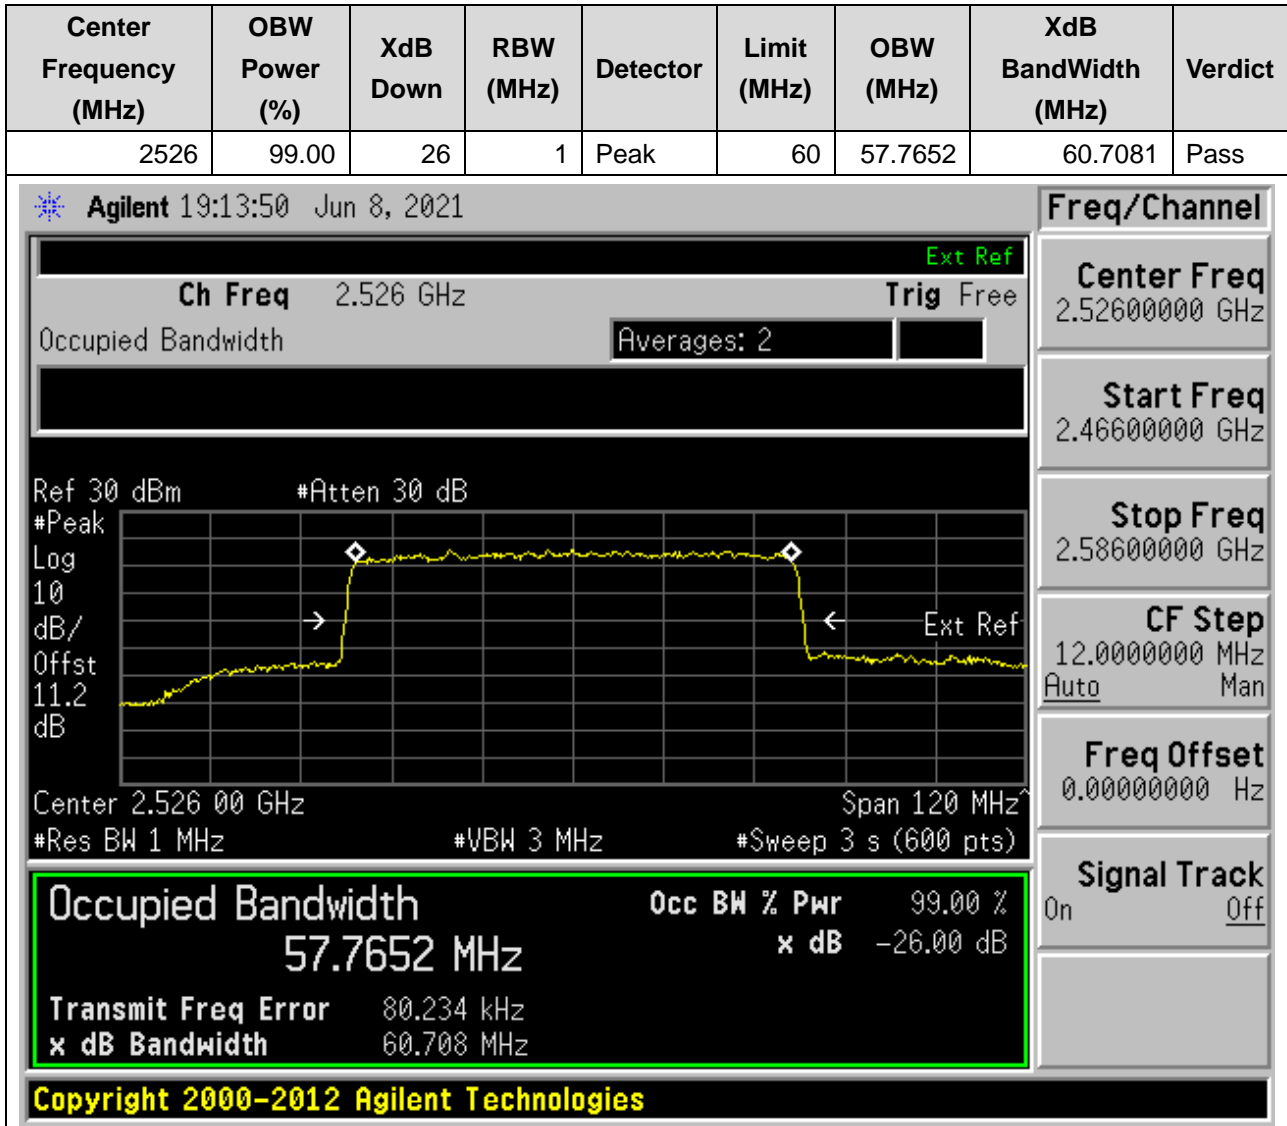 Center Frequency (MHz) OBW Power (%) XdB Down RBW (MHz) Detector Limit (MHz) OBW (MHz) XdB BandWidth (MHz) Verdict
2526 99.00 26 1 Peak 60 57.7652 60.7081 Pass
Agilent 19:13:50 Jun 8, 2021
Ext Ref
Ch Freq 2.526 GHz Trig Free
Occupied Bandwidth Averages: 2
Ref 30 dBm #Atten 30 dB
#Peak
Log
10
dB/
Offst
11.2
dB
Ext Ref
Center 2.526 00 GHz Span 120 MHz^
#Res BW 1 MHz #VBW 3 MHz #Sweep 3 s (600 pts)
Occupied Bandwidth
57.7652 MHz
Occ BW % Pwr 99.00 %
x dB -26.00 dB
Transmit Freq Error 80.234 kHz
x dB Bandwidth 60.708 MHz
Copyright 2000-2012 Agilent Technologies
Freq/Channel
Center Freq
2.52600000 GHz
Start Freq
2.46600000 GHz
Stop Freq
2.58600000 GHz
CF Step
12.0000000 MHz
Auto Man
Freq Offset
0.00000000 Hz
Signal Track
On Off